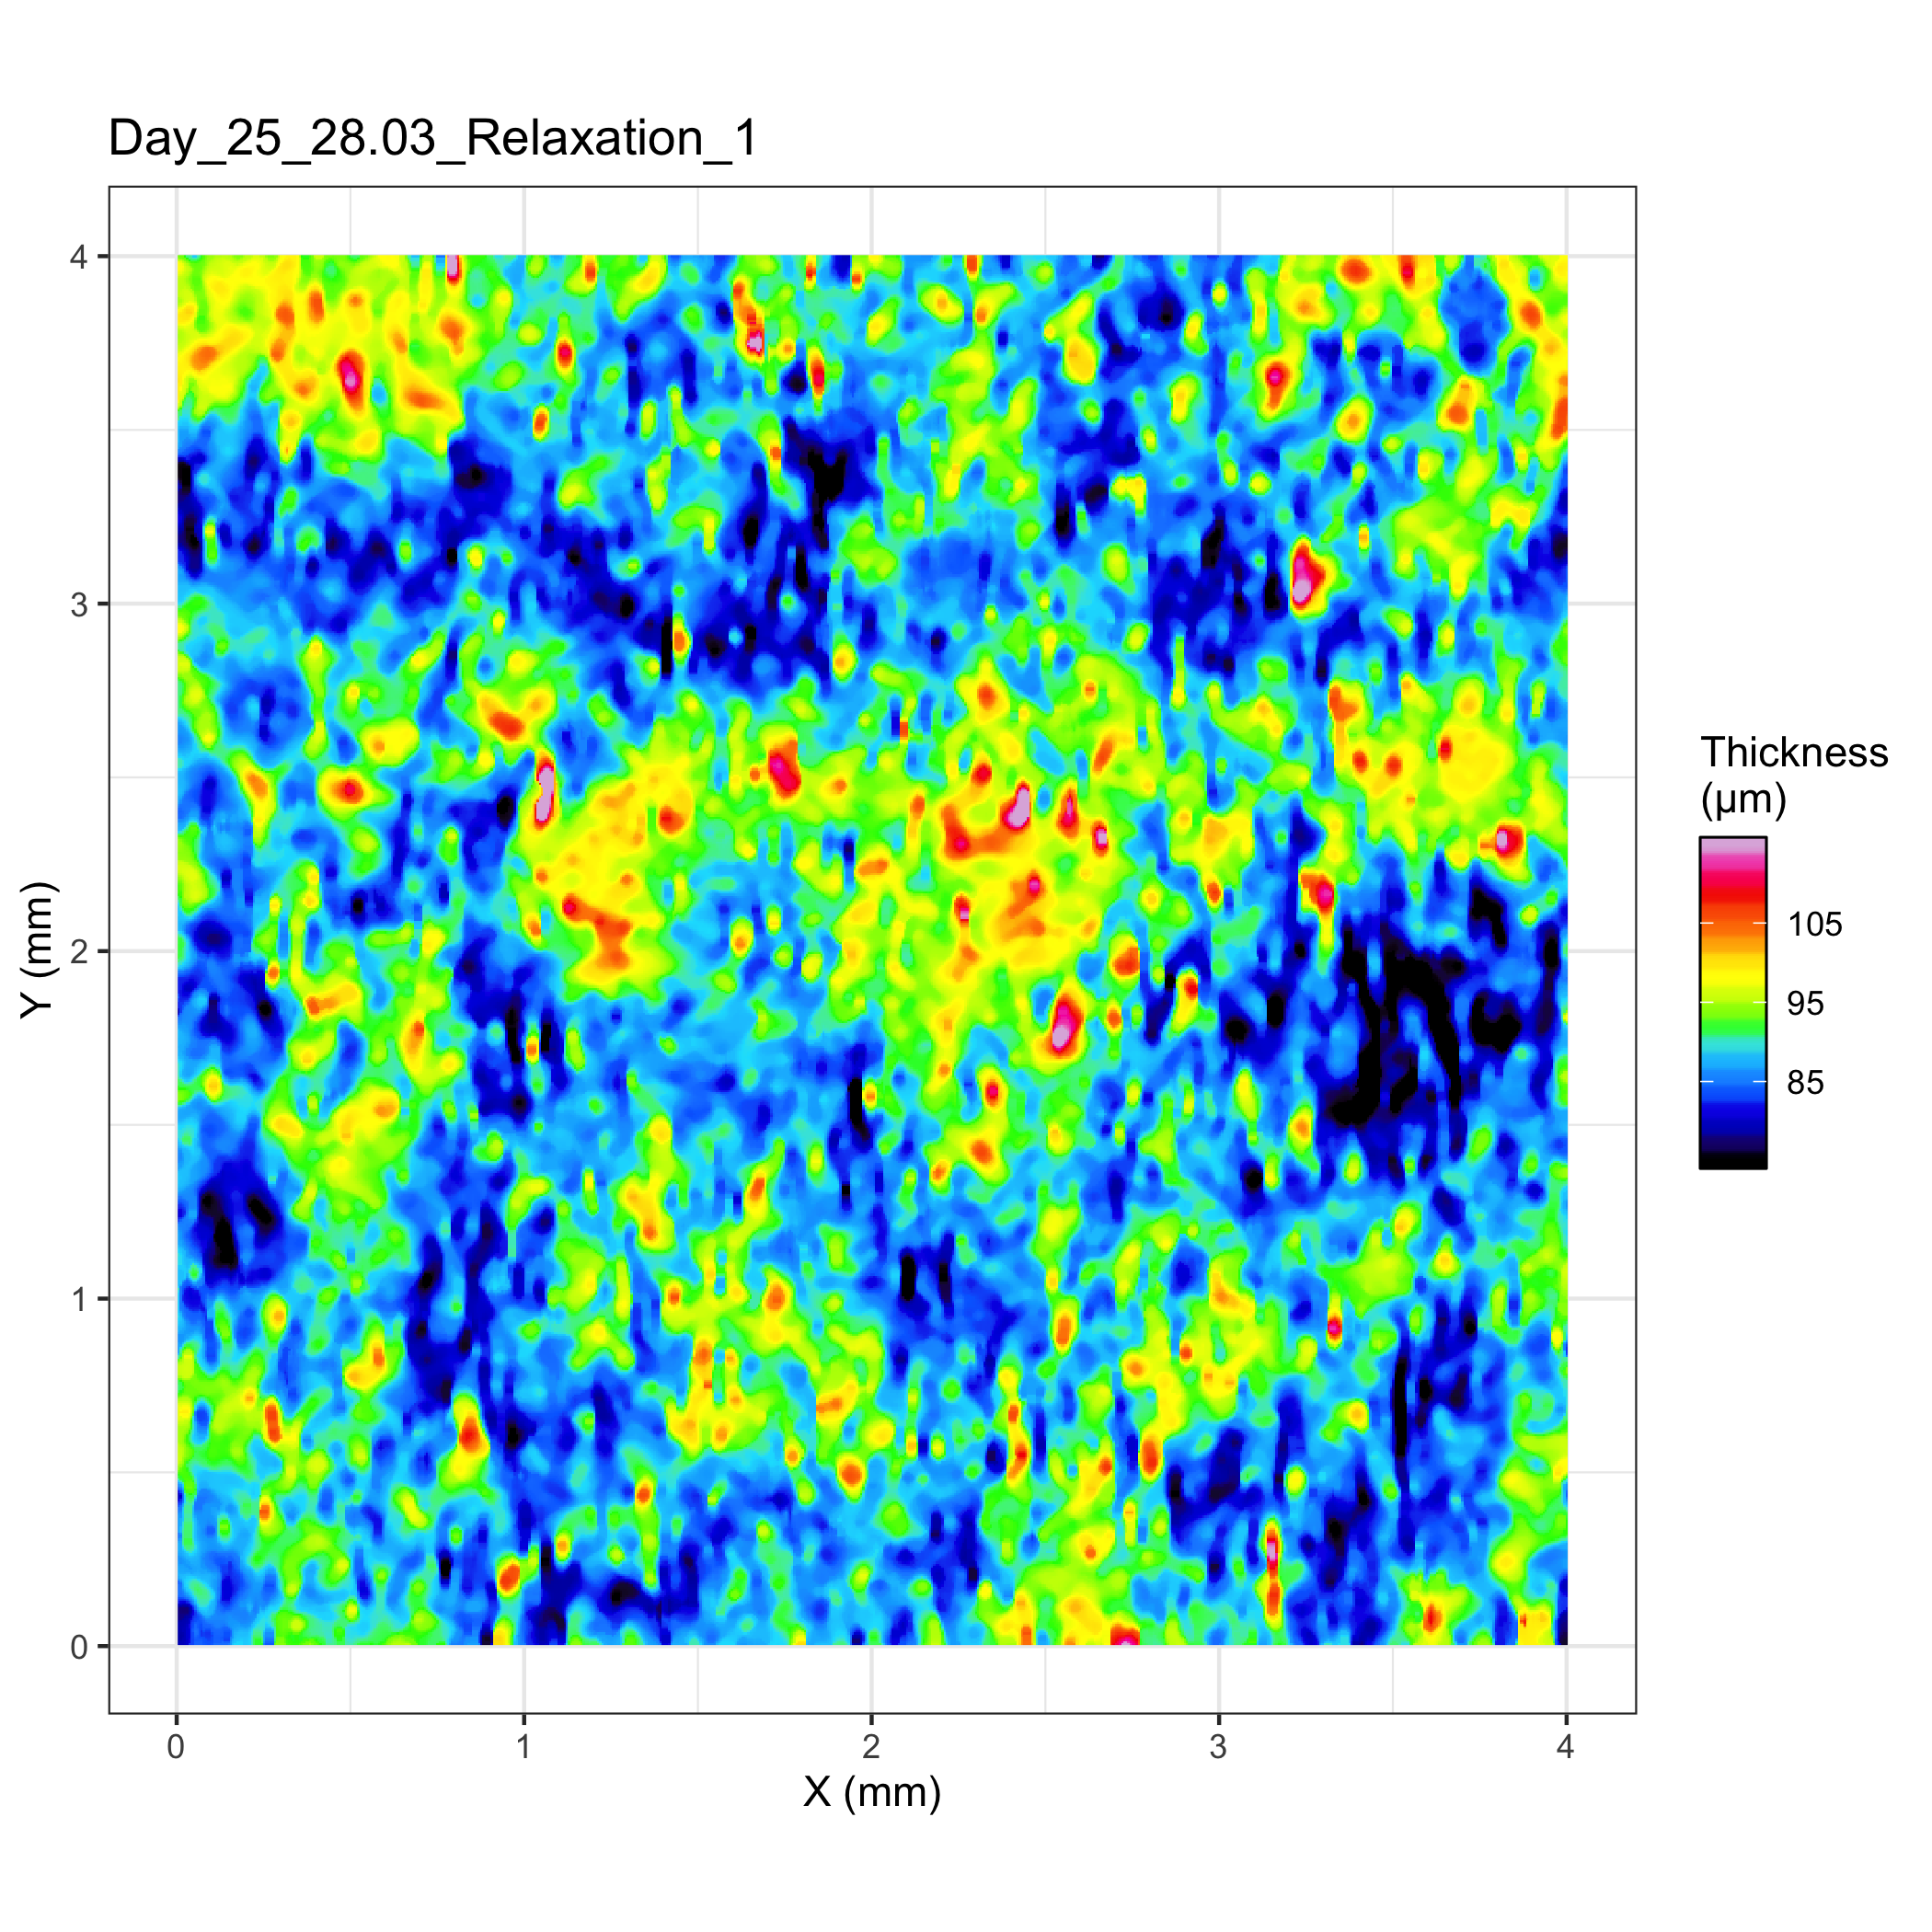 Day_25_28.03_Relaxation_1
4
3
2
1
0
Y (mm)
0 1 2 3 4
X (mm)
Thickness
(μm)
105
95
85